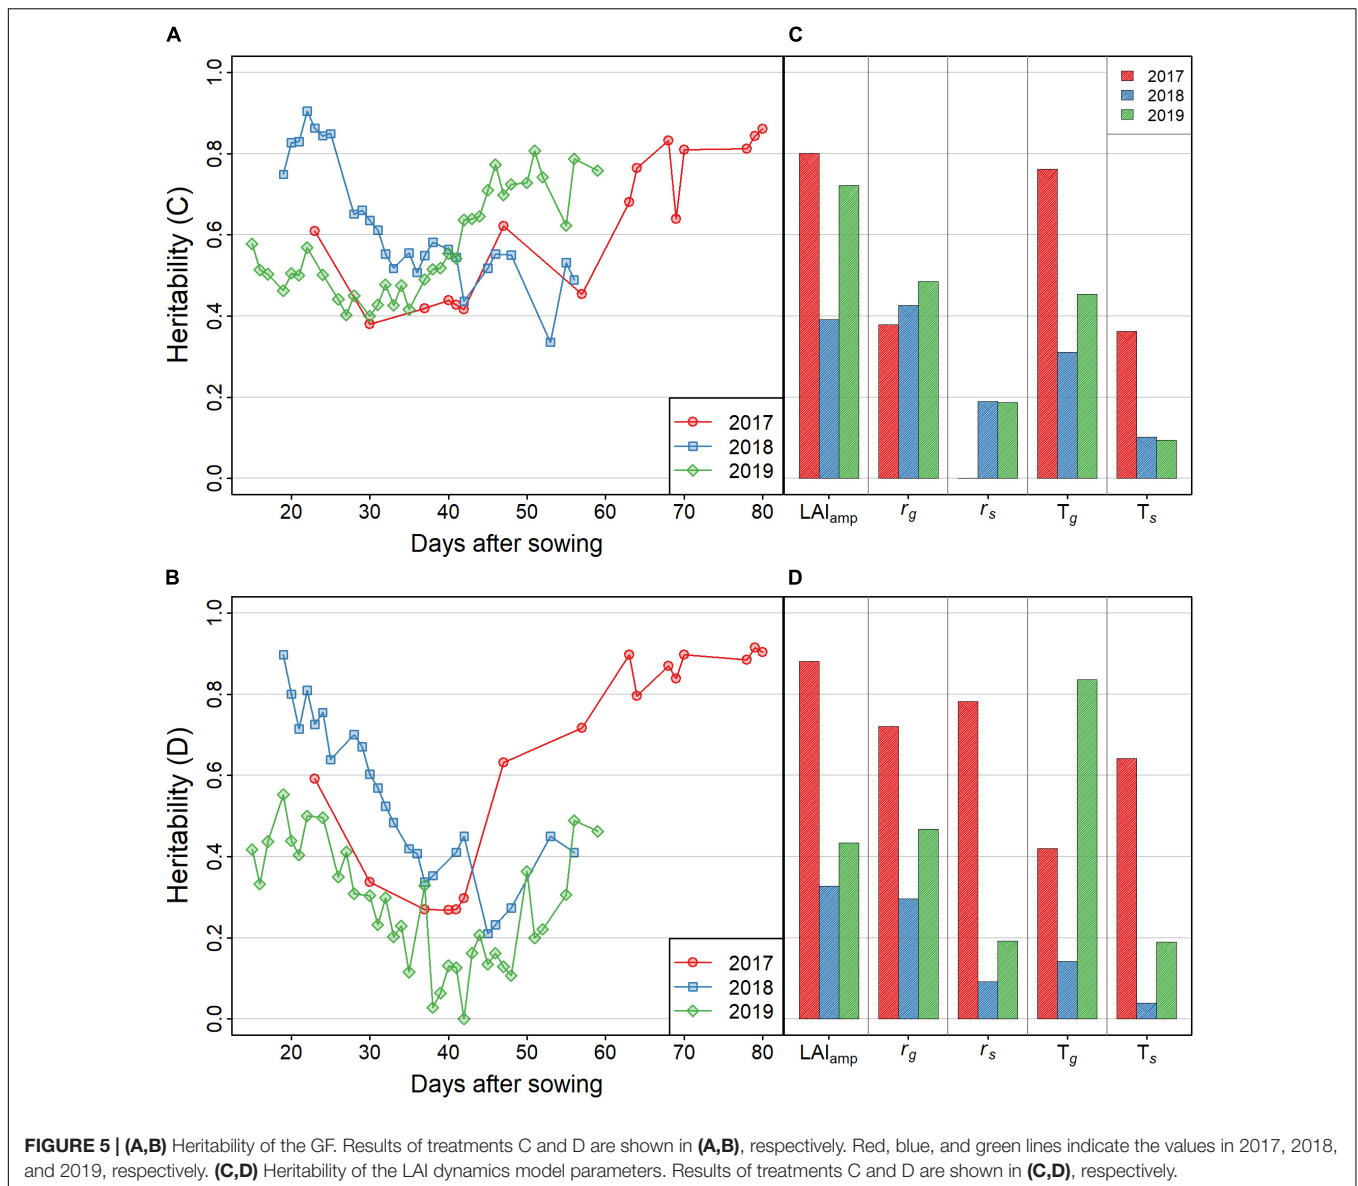 A
Heritability (C)
1.0
0.8
0.6
0.4
0.2
0.0
2017
2018
2019
20 30 40 50 60 70 80
Days after sowing
C
2017
2018
2019
LAIamp rg rs Tg Ts
B
Heritability (D)
1.0
0.8
0.6
0.4
0.2
0.0
2017
2018
2019
20 30 40 50 60 70 80
Days after sowing
D
LAIamp rg rs Tg Ts
FIGURE 5 | (A,B) Heritability of the GF. Results of treatments C and D are shown in (A,B), respectively. Red, blue, and green lines indicate the values in 2017, 2018,
and 2019, respectively. (C,D) Heritability of the LAI dynamics model parameters. Results of treatments C and D are shown in (C,D), respectively.